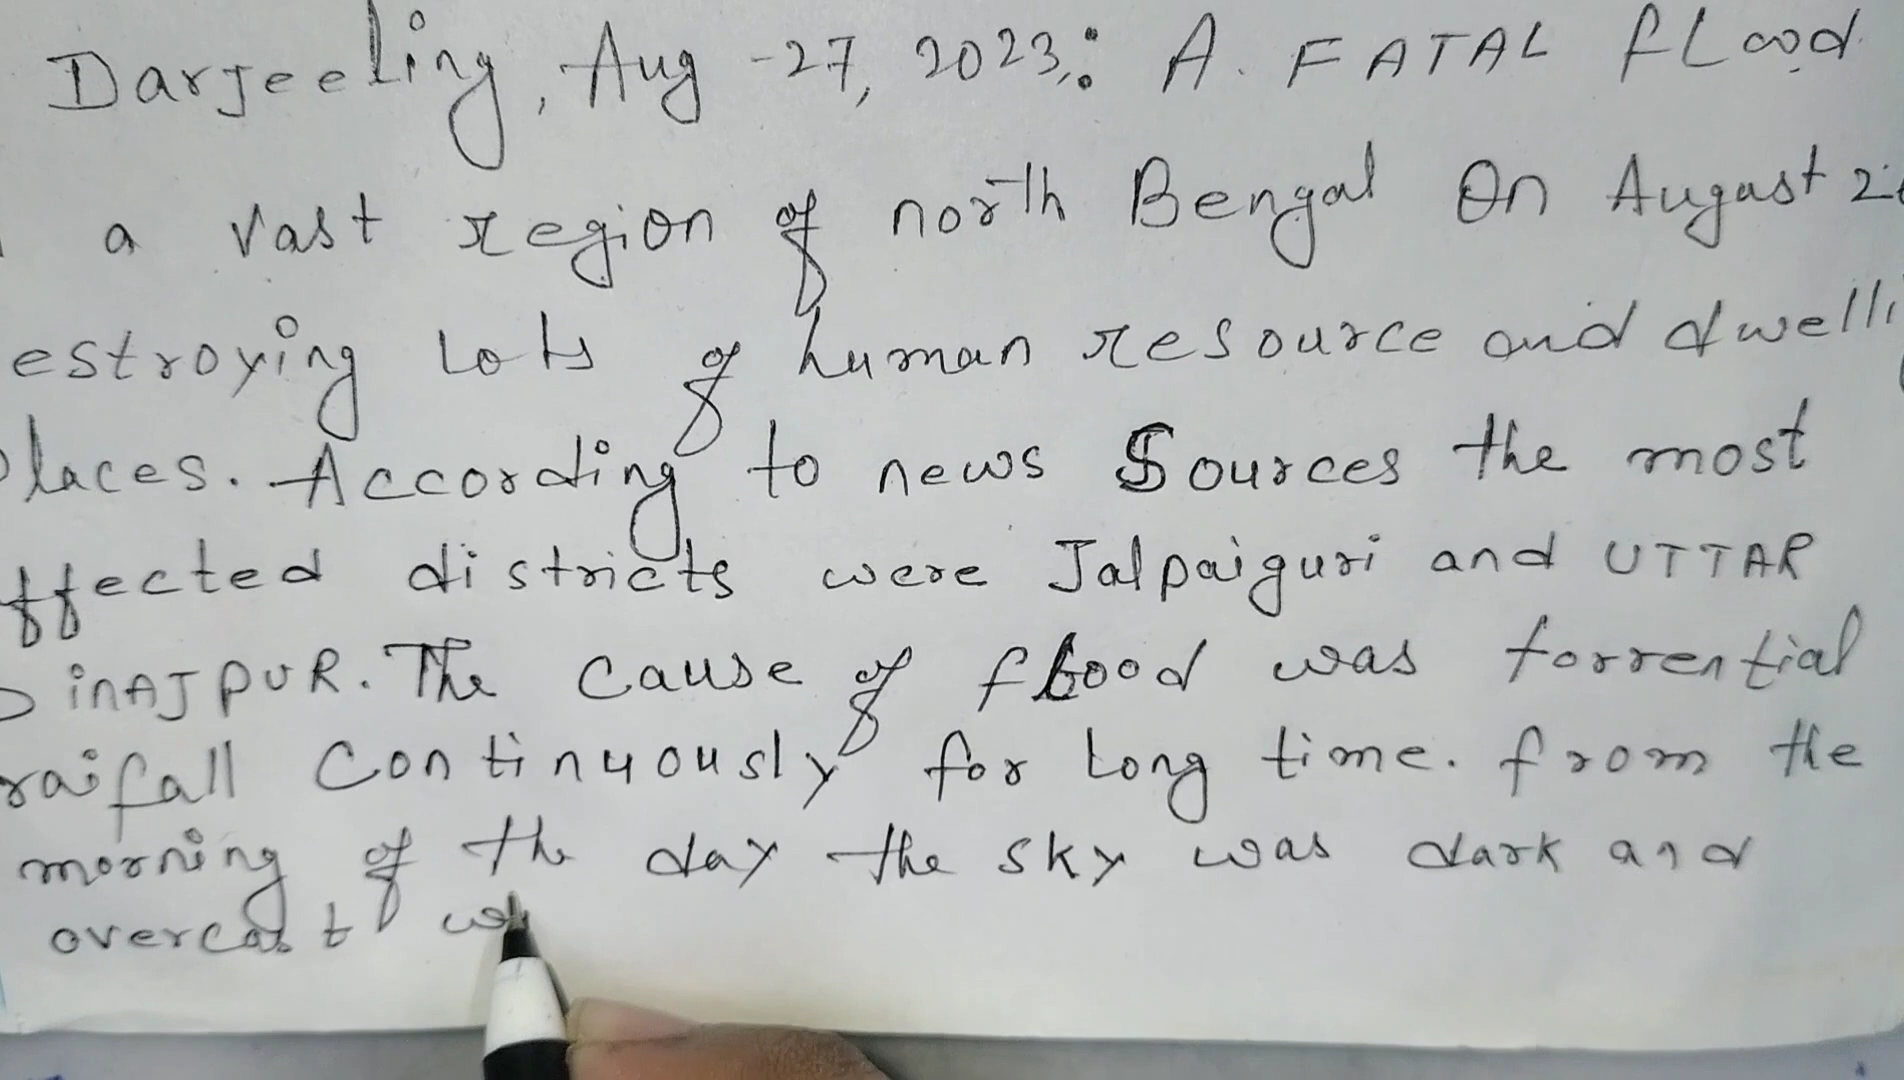 Darjeeling, Aug -27, 2023,: A. FATAL fLood
a vast region of north Bengal On August 2
estroying Lots of human resource and dwelli
laces. According to news Sources the most
ffected districts were Jalpaiguri and UTTAR
DinAJpUR. The cause of fLood was torrential
raifall continuously for Long time. from the
morning of the day the sky was dark and
overcast